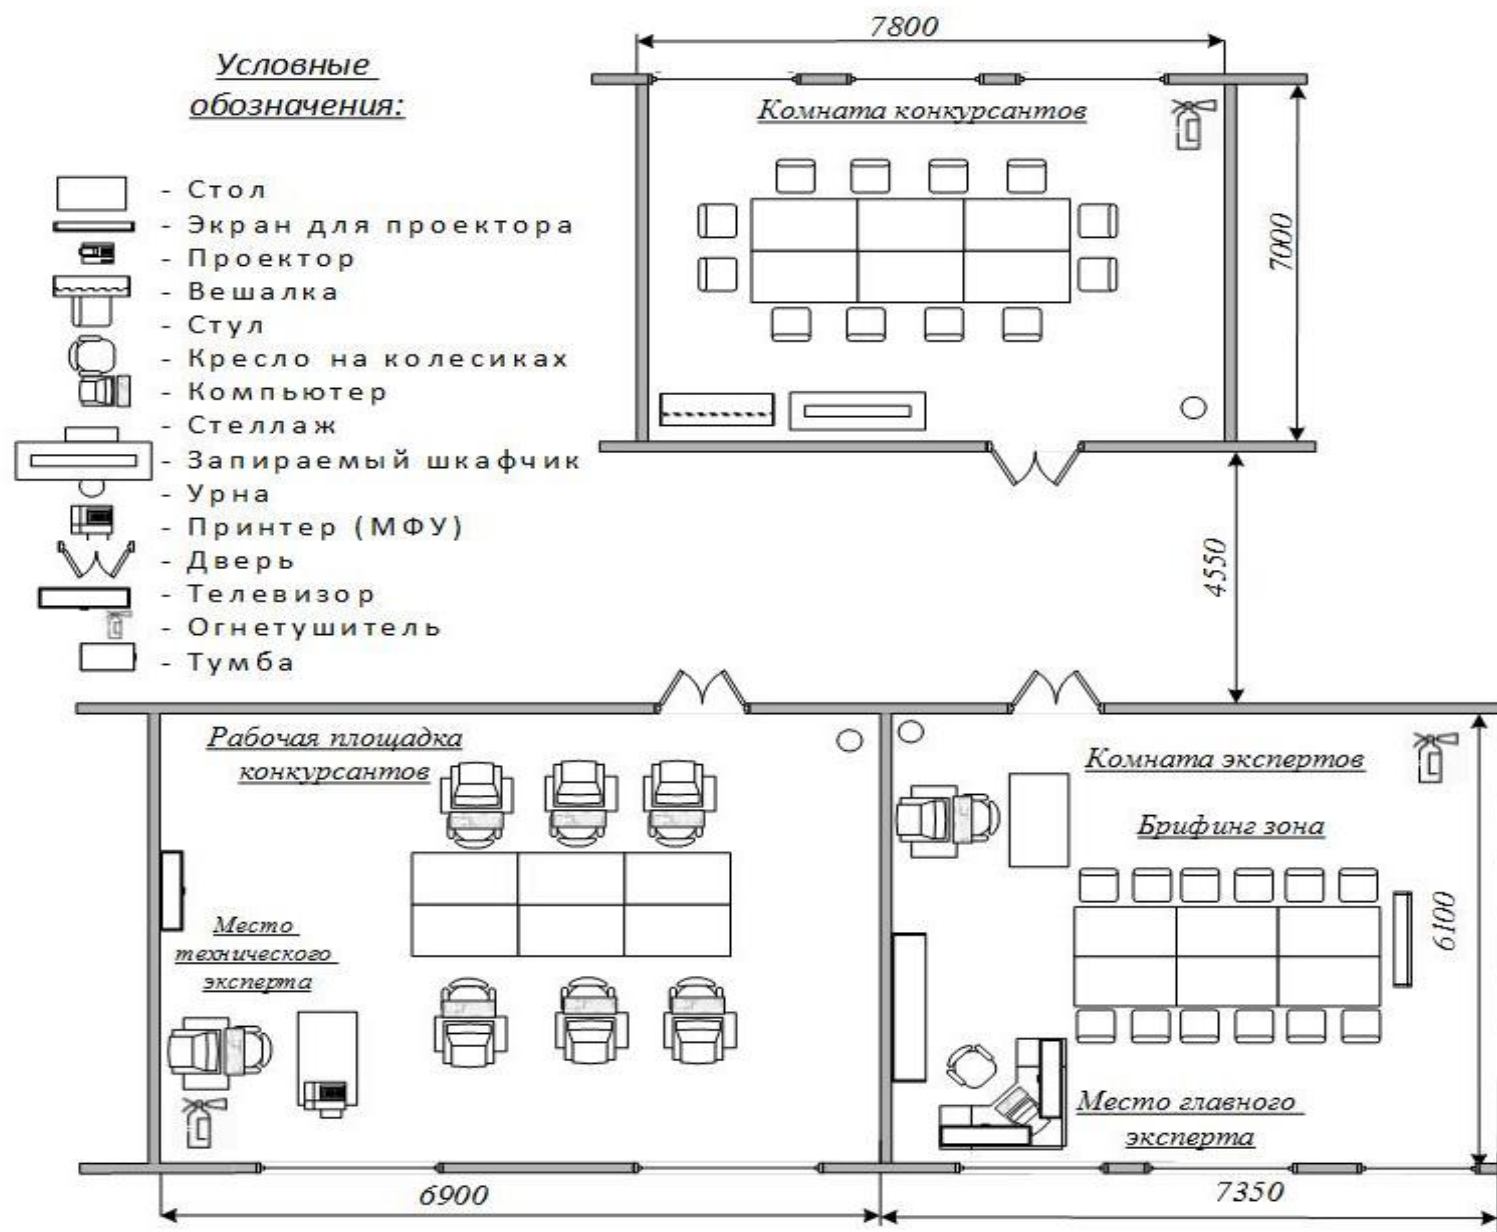 Условные
обозначения:
- Стол
- Экран для проектора
- Проектор
- Вешалка
- Стул
- Кресло на колесиках
- Компьютер
- Стеллаж
- Запираемый шкафчик
- Урна
- Принтер (МФУ)
- Дверь
- Телевизор
- Огнетушитель
- Тумба
7800
Комната конкурсантов
7000
4550
Рабочая площадка
конкурсантов
Место
технического
эксперта
6900
Комната экспертов
Брифинг зона
6100
Место главного
эксперта
7350